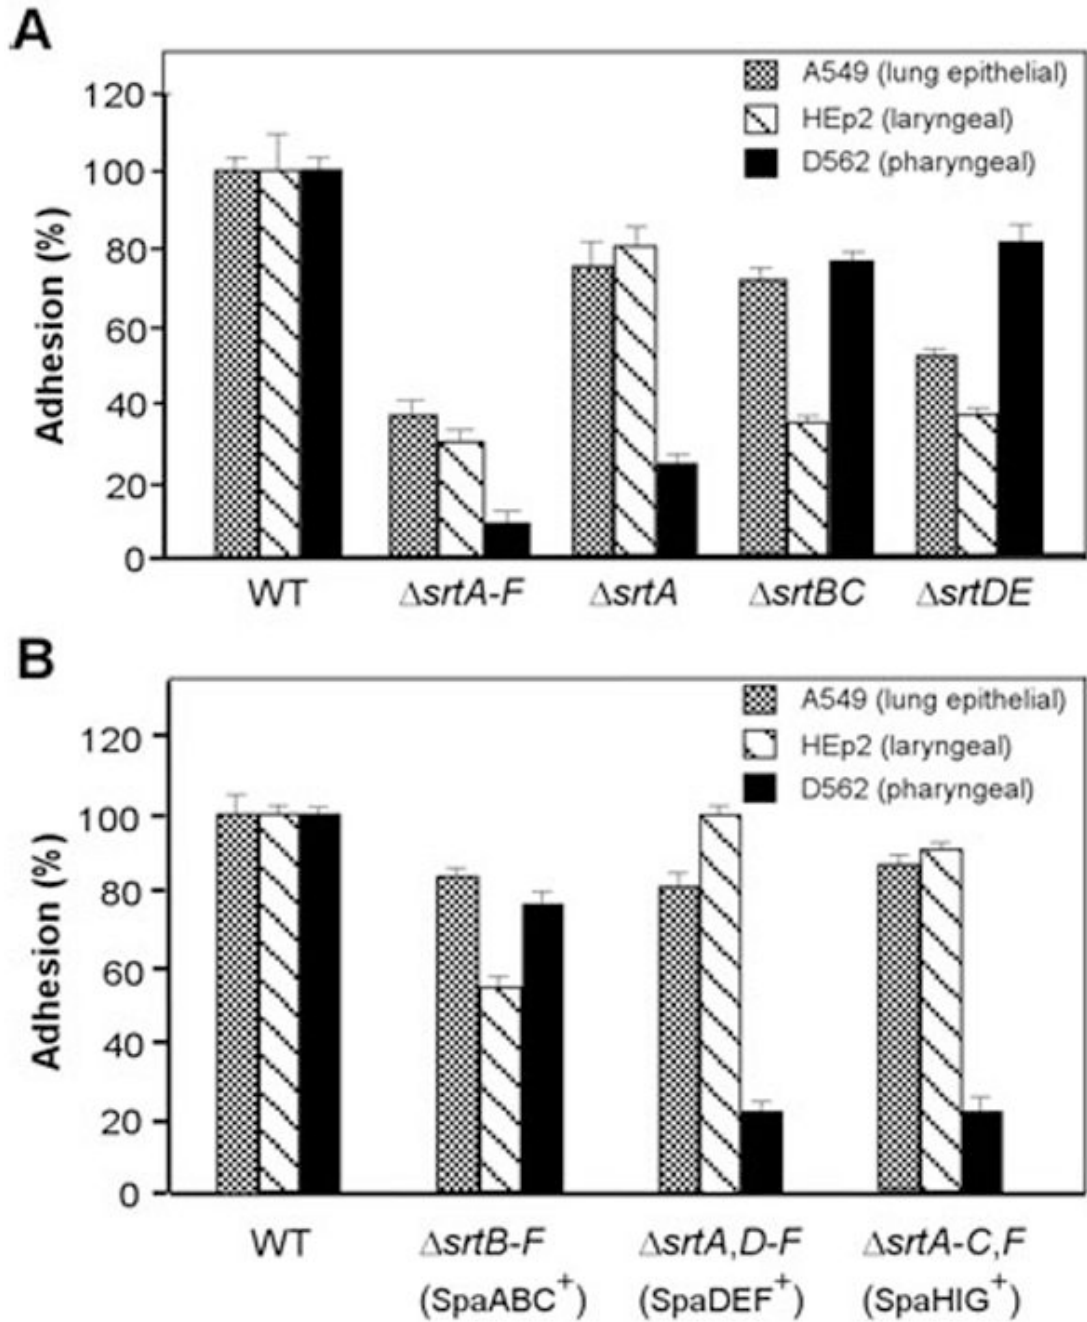 A
A549 (lung epithelial)
HEp2 (laryngeal)
D562 (pharyngeal)
Adhesion (%)
120
100
80
60
40
20
0
WT ΔsrtA-F ΔsrtA ΔsrtBC ΔsrtDE
B
A549 (lung epithelial)
HEp2 (laryngeal)
D562 (pharyngeal)
Adhesion (%)
120
100
80
60
40
20
0
WT ΔsrtB-F ΔsrtA,D-F ΔsrtA-C,F
(SpaABC⁺) (SpaDEF⁺) (SpaHIG⁺)